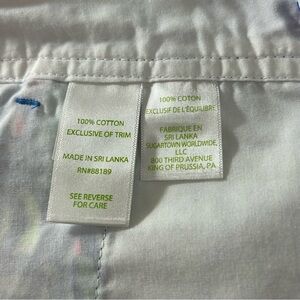 100% COTTON
EXCLUSIVE OF TRIM
MADE IN SRI LANKA
RN#88189
SEE REVERSE
FOR CARE
100% COTON
EXCLUSIF DE L'ÉQUILIBRE
FABRIQUE EN
SRI LANKA
SUGARTOWN WORLDWIDE,
LLC
800 THIRD AVENUE
KING OF PRUSSIA, PA